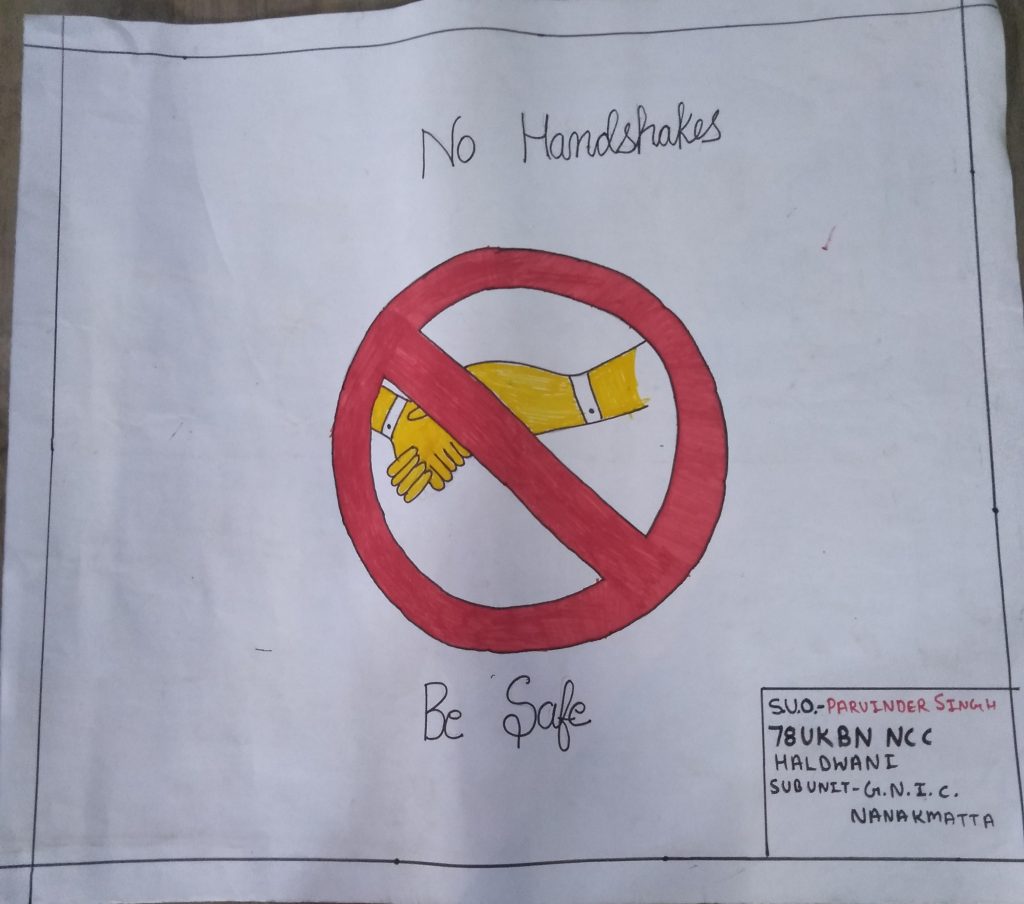 No Handshakes
Be Safe
S.U.O.-PARVINDER SINGH
78UKBN NCC
HALDWANI
SUBUNIT-G.N.I.C.
NANAKMATTA